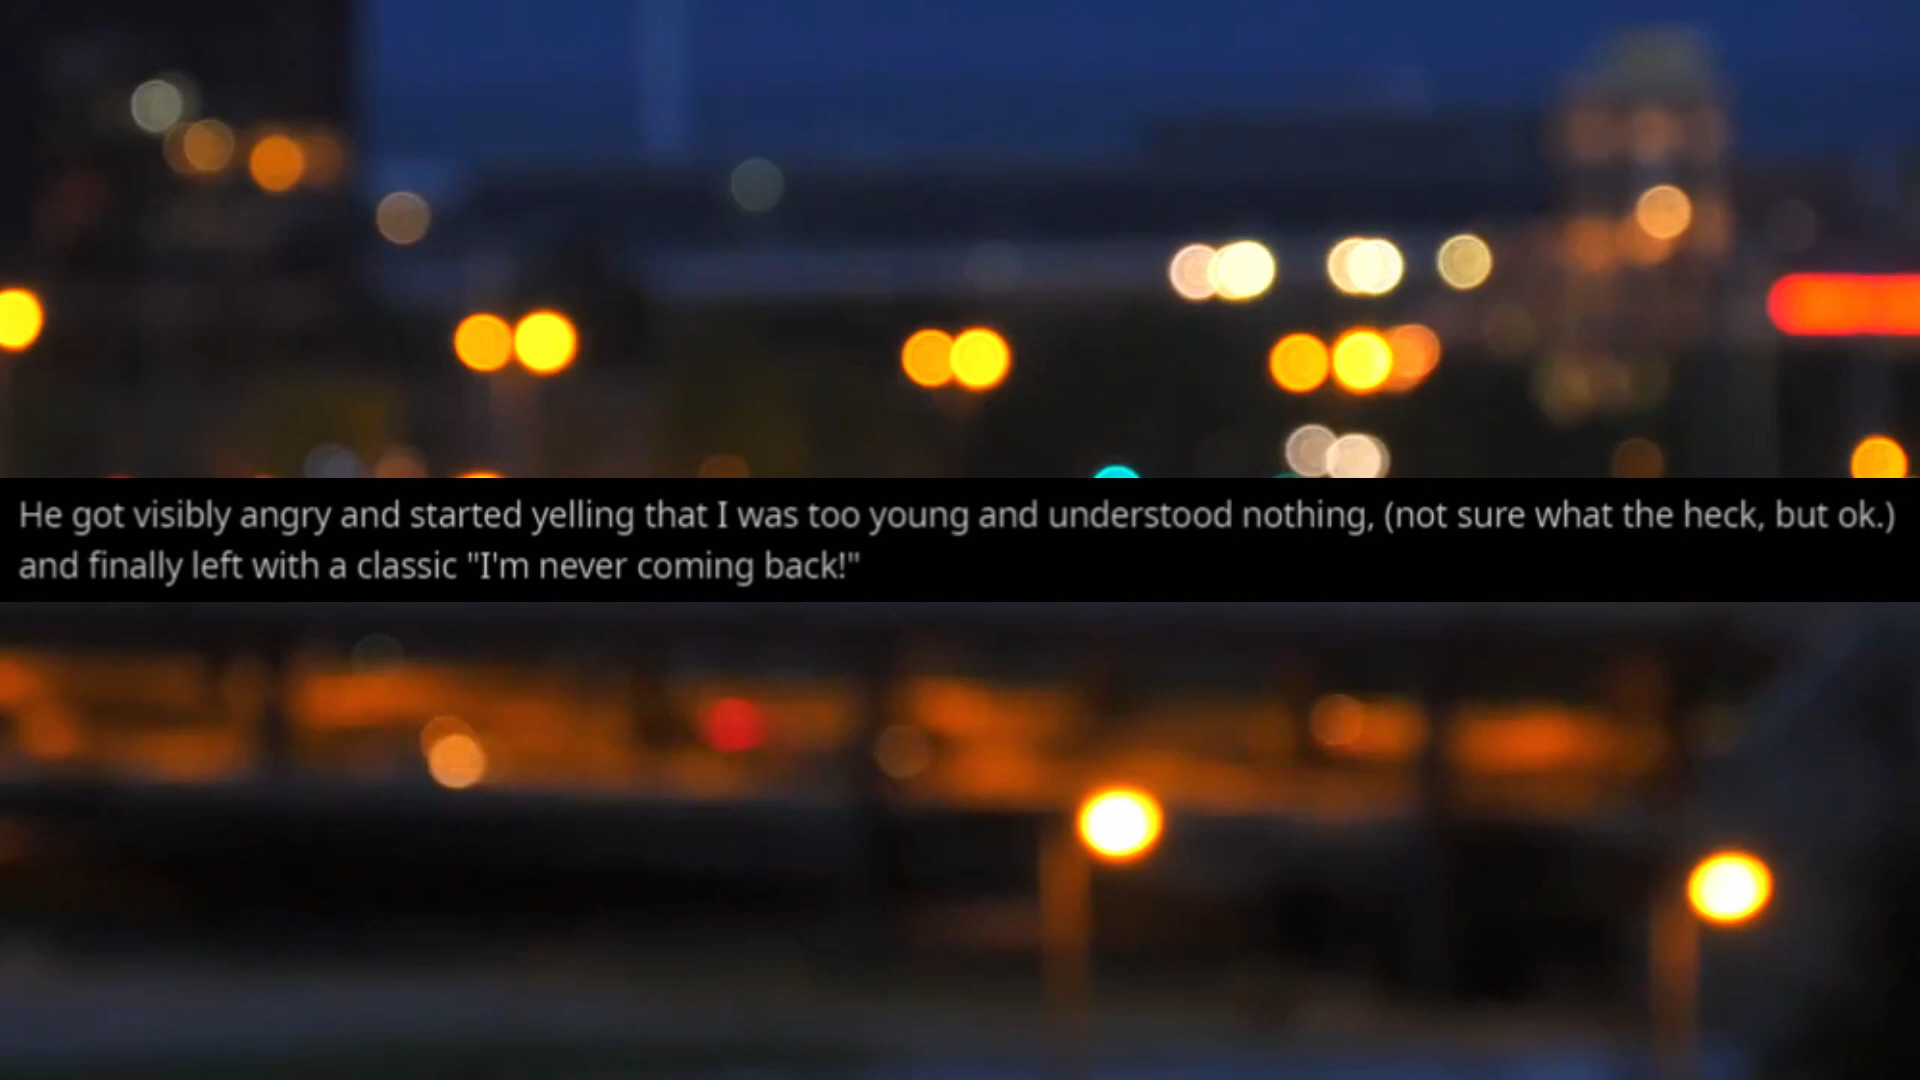 He got visibly angry and started yelling that I was too young and understood nothing, (not sure what the heck, but ok.)
and finally left with a classic "I'm never coming back!"